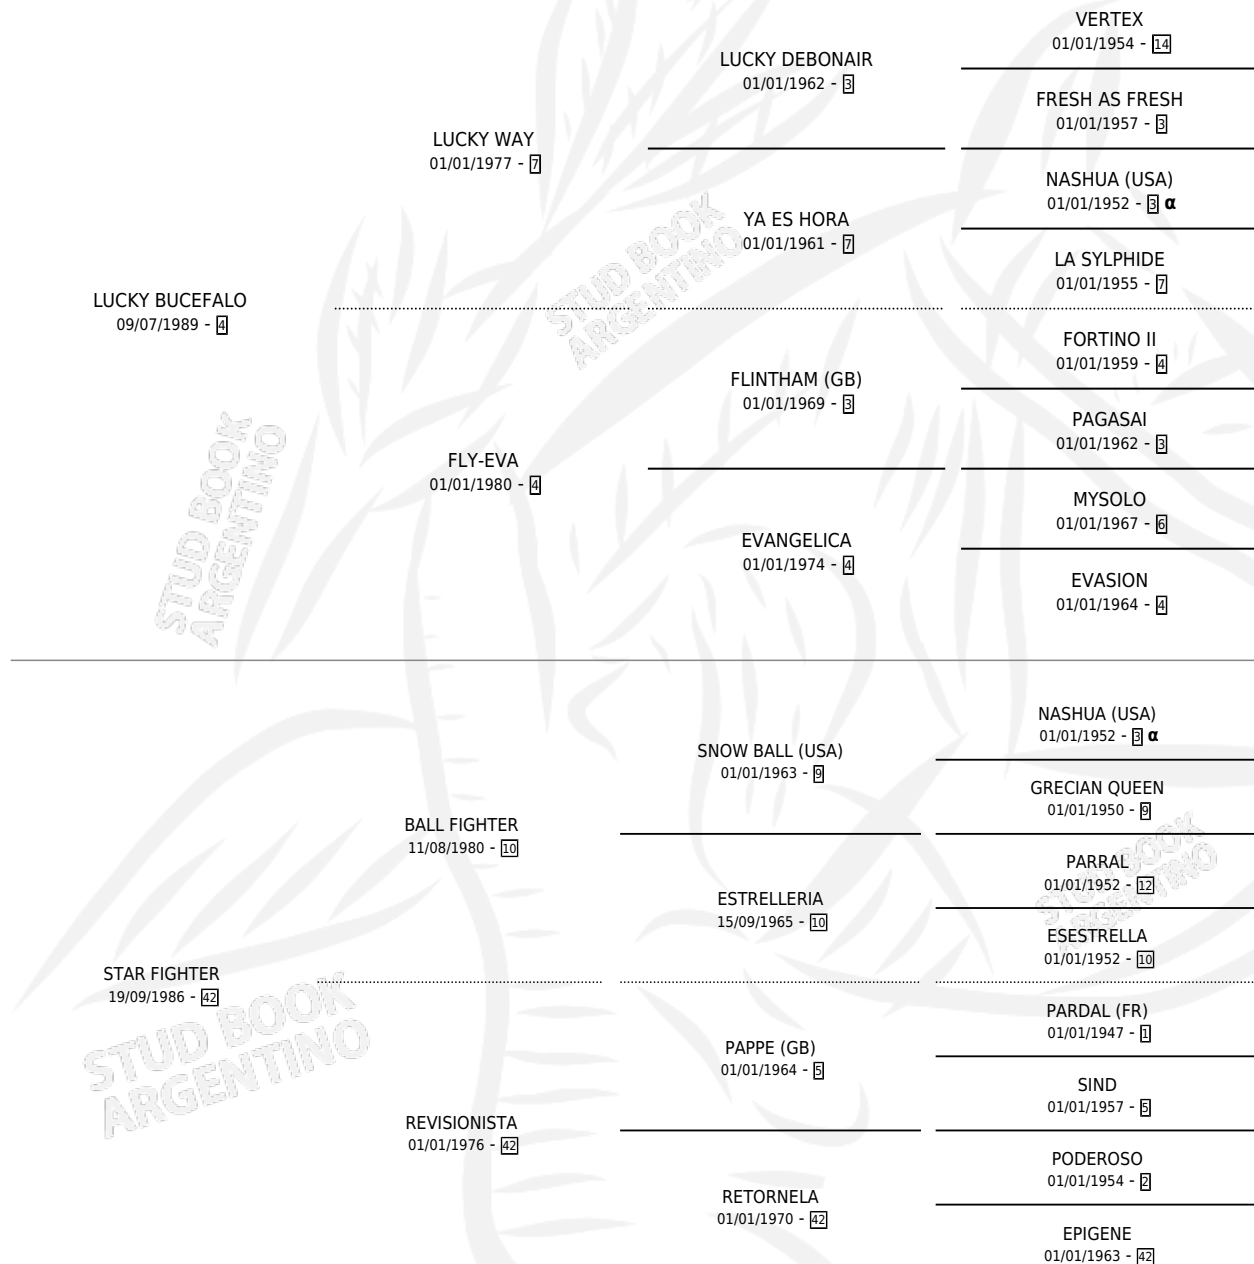 VERTEX
01/01/1954 - 14
LUCKY DEBONAIR
01/01/1962 - 3
FRESH AS FRESH
01/01/1957 - 3
LUCKY WAY
01/01/1977 - 7
NASHUA (USA)
01/01/1952 - 3 α
YA ES HORA
01/01/1961 - 7
LA SYLPHIDE
01/01/1955 - 7
LUCKY BUCEFALO
09/07/1989 - 4
FORTINO II
01/01/1959 - 4
FLINTHAM (GB)
01/01/1969 - 3
PAGASAI
01/01/1962 - 3
FLY-EVA
01/01/1980 - 4
MYSOLO
01/01/1967 - 6
EVANGELICA
01/01/1974 - 4
EVASION
01/01/1964 - 4
NASHUA (USA)
01/01/1952 - 3 α
SNOW BALL (USA)
01/01/1963 - 9
GRECIAN QUEEN
01/01/1950 - 9
BALL FIGHTER
11/08/1980 - 10
PARRAL
01/01/1952 - 12
ESTRELLERIA
15/09/1965 - 10
ESESTRELLA
01/01/1952 - 10
STAR FIGHTER
19/09/1986 - 42
PARDAL (FR)
01/01/1947 - 1
PAPPE (GB)
01/01/1964 - 5
SIND
01/01/1957 - 5
REVISIONISTA
01/01/1976 - 42
PODEROSO
01/01/1954 - 2
RETORNELA
01/01/1970 - 42
EPIGENE
01/01/1963 - 42
STUD BOOK
ARGENTINO
STUD BOOK
ARGENTINO
STUD BOOK
ARGENTINO
STUD BOOK
ARGENTINO